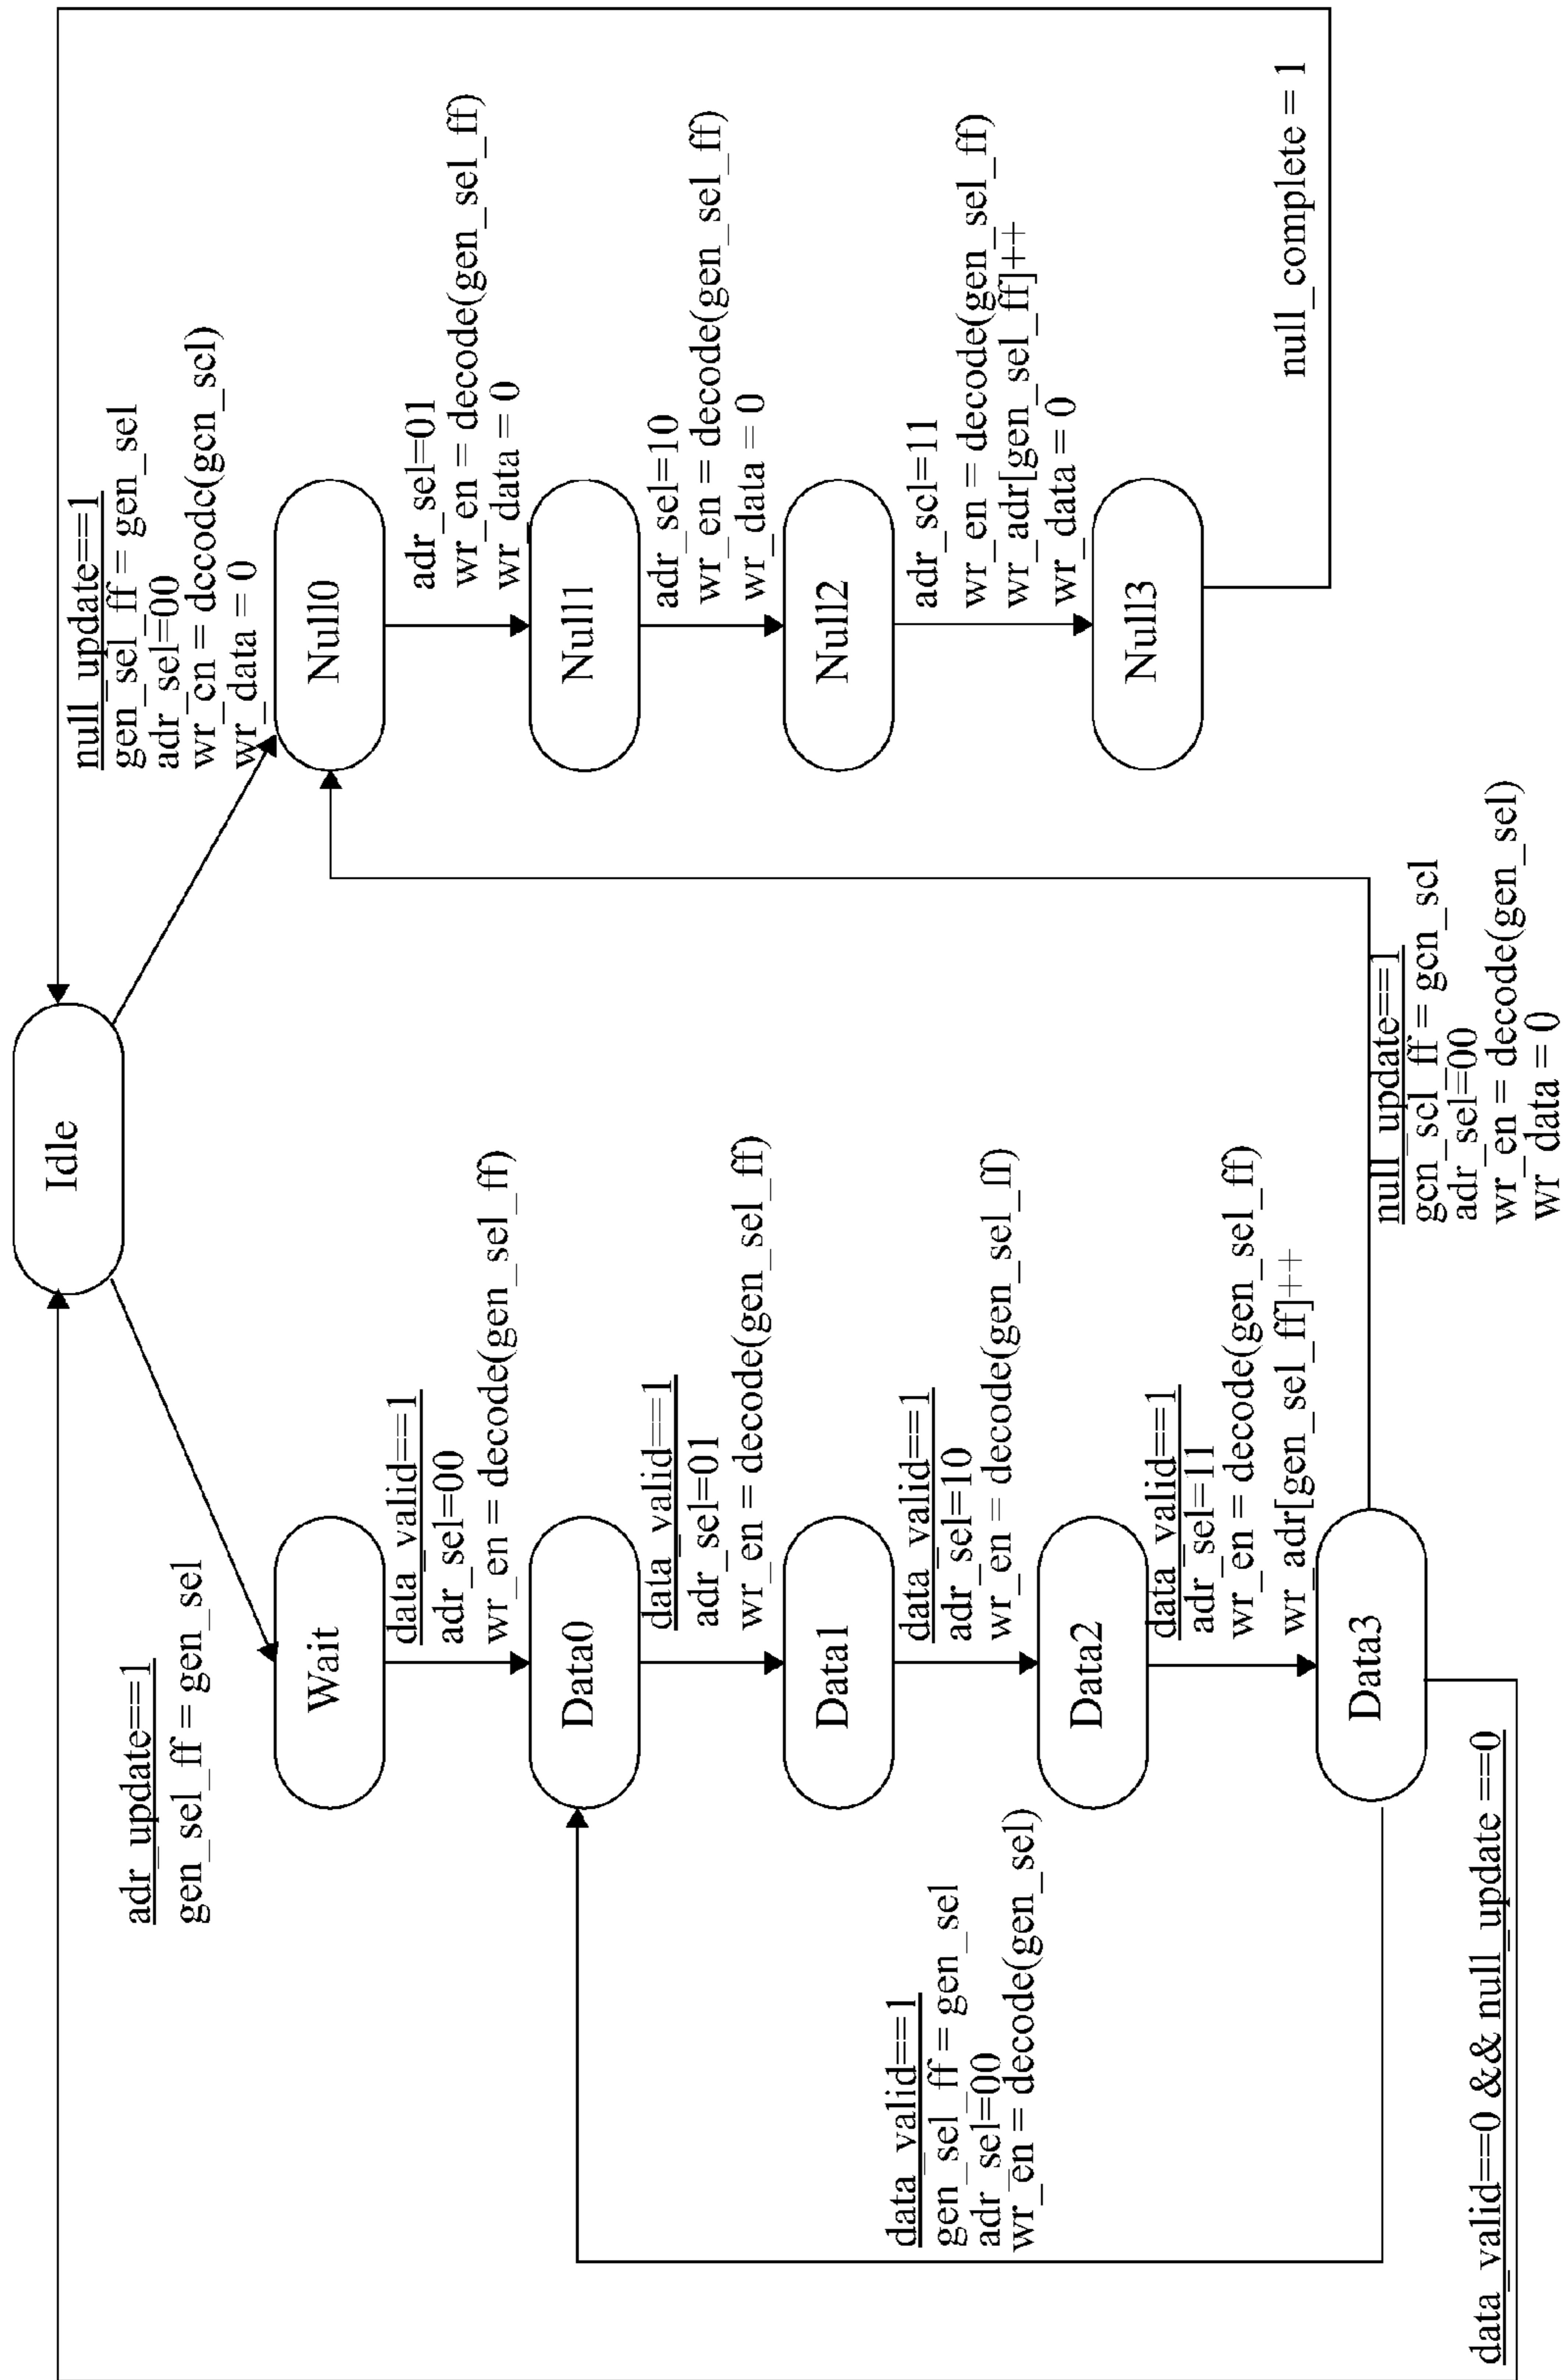 Idle
adr_update==1
gen_sel_ff = gen_sel
null_update==1
gen_sel_ff = gen_sel
adr_sel=00
wr_en = decode(gen_sel)
wr_data = 0
Wait
Null0
data_valid==1
adr_sel=00
wr_en = decode(gen_sel_ff)
adr_sel=01
wr_en = decode(gen_sel_ff)
wr_data = 0
Data0
Null1
data_valid==1
adr_sel=01
wr_en = decode(gen_sel_ff)
adr_sel=10
wr_en = decode(gen_sel_ff)
wr_data = 0
Data1
Null2
data_valid==1
gen_sel_ff = gen_sel
adr_sel=00
wr_en = decode(gen_sel)
data_valid==1
adr_sel=10
wr_en = decode(gen_sel_ff)
adr_sel=11
wr_en = decode(gen_sel_ff)
wr_adr[gen_sel_ff]++
wr_data = 0
Data2
Null3
data_valid==1
adr_sel=11
wr_en = decode(gen_sel_ff)
wr_adr[gen_sel_ff]++
null_complete = 1
Data3
null_update==1
gen_sel_ff = gen_sel
adr_sel=00
wr_en = decode(gen_sel)
wr_data = 0
data_valid==0 && null_update ==0